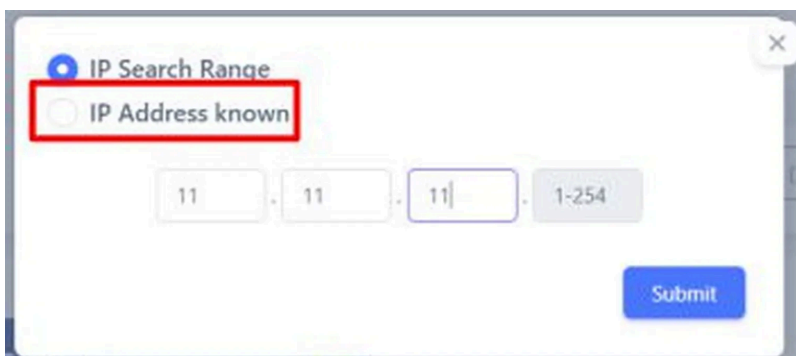 IP Search Range
IP Address known
11 . 11 . 11 . 1-254
Submit